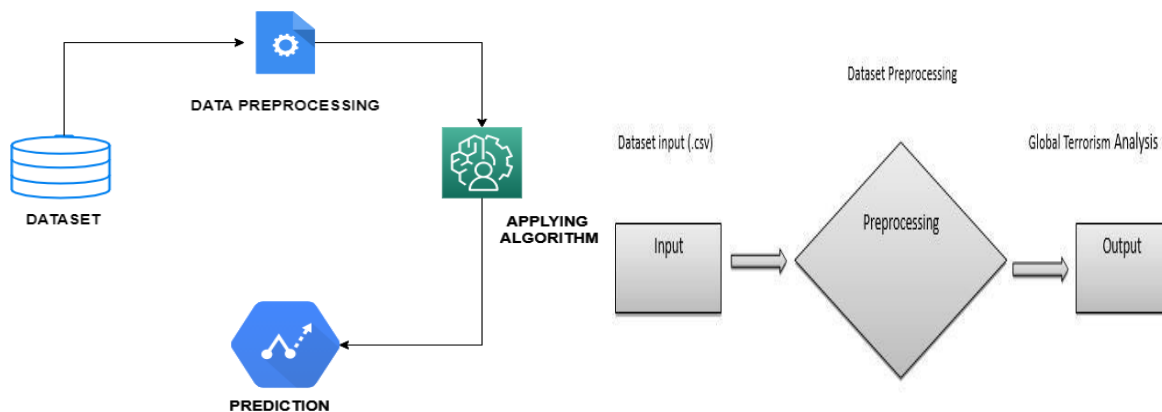 DATA PREPROCESSING
DATASET
APPLYING
ALGORITHM
PREDICTION
Dataset Preprocessing
Dataset input (.csv)
Global Terrorism Analysis
Input
Preprocessing
Output